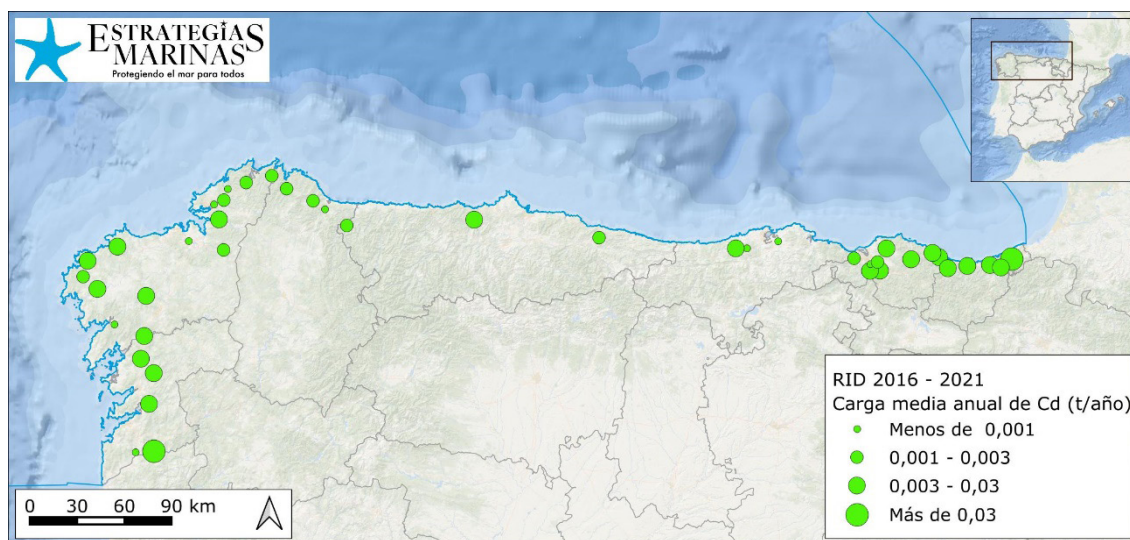 ESTRATEGIAS
MARINAS
Protegiendo el mar para todos
RID 2016 - 2021
Carga media anual de Cd (t/año)
Menos de 0,001
0,001 - 0,003
0,003 - 0,03
Más de 0,03
0 30 60 90 km